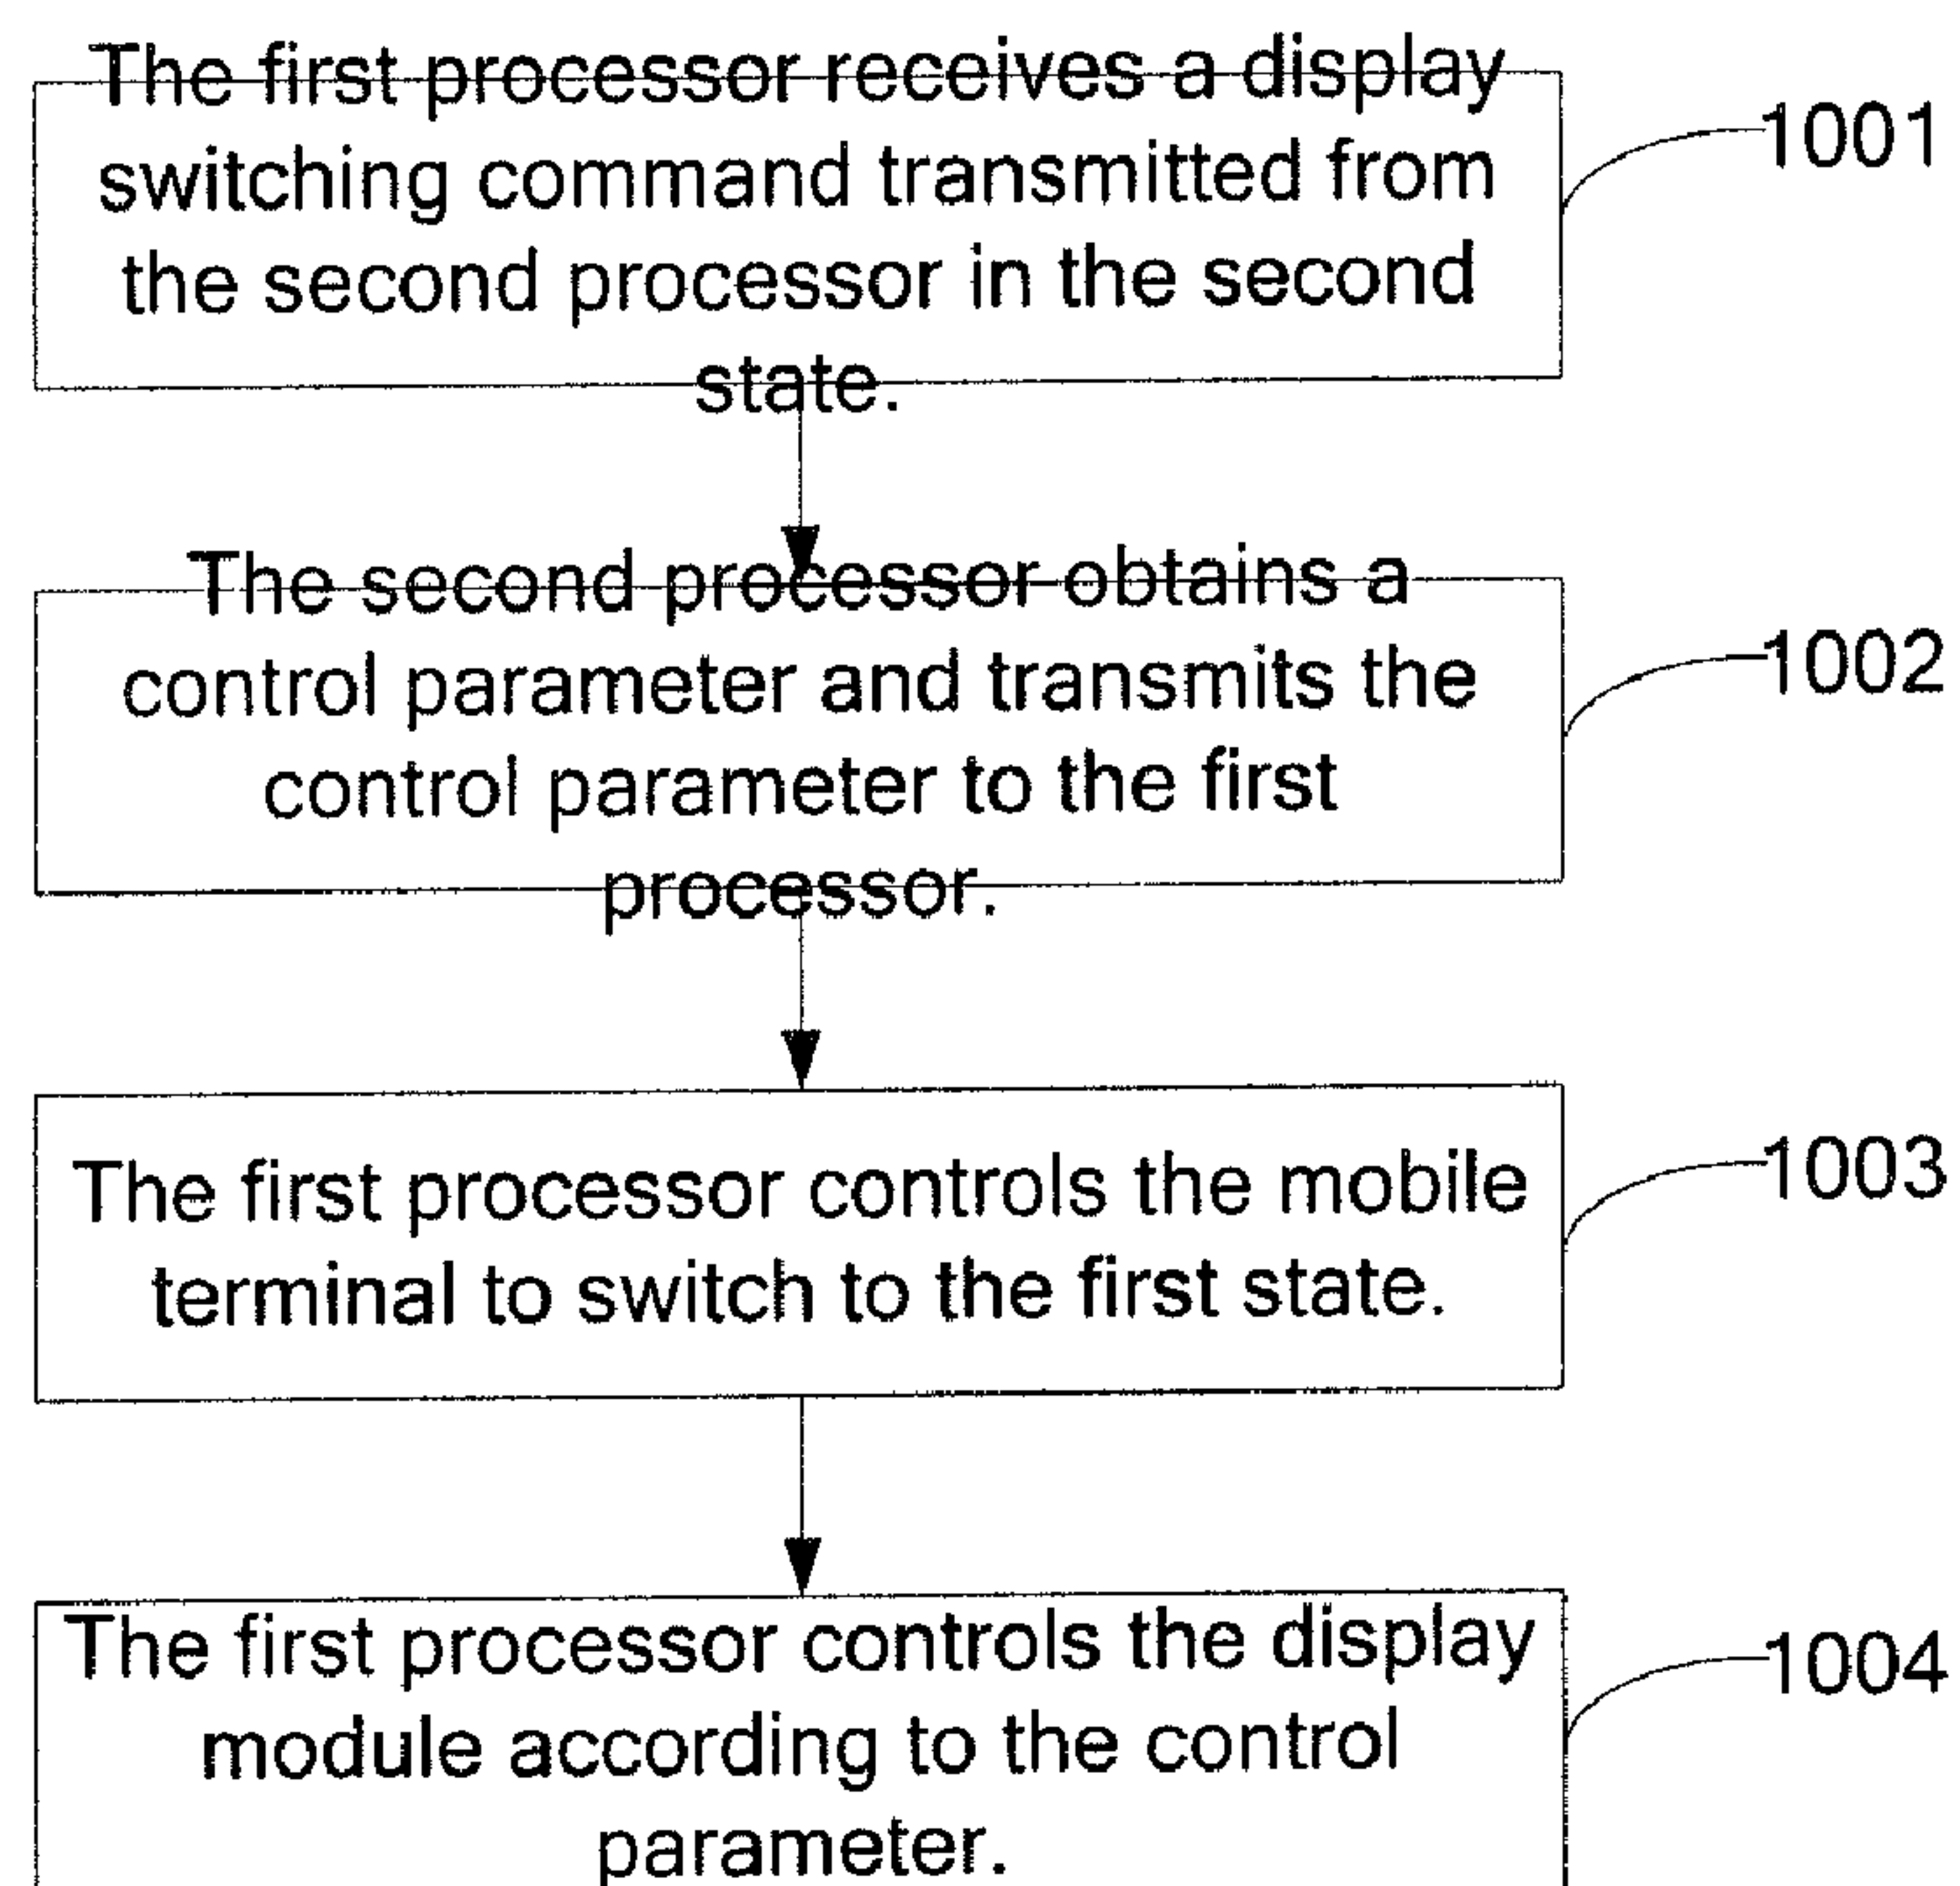 The first processor receives a display
switching command transmitted from
the second processor in the second
state.
1001
The second processor obtains a
control parameter and transmits the
control parameter to the first
processor.
1002
The first processor controls the mobile
terminal to switch to the first state.
1003
The first processor controls the display
module according to the control
parameter.
1004